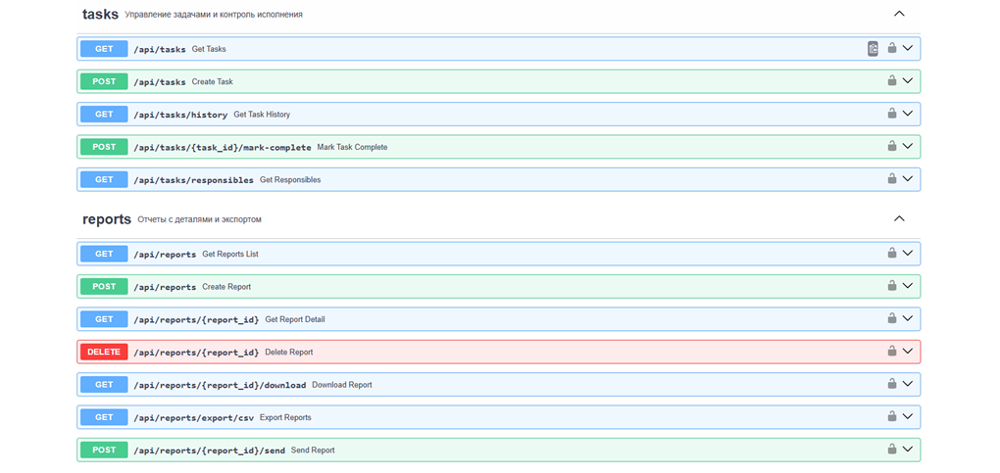 tasks Управление задачами и контроль исполнения
GET /api/tasks Get Tasks
POST /api/tasks Create Task
GET /api/tasks/history Get Task History
POST /api/tasks/{task_id}/mark-complete Mark Task Complete
GET /api/tasks/responsibles Get Responsibles
reports Отчеты с деталями и экспортом
GET /api/reports Get Reports List
POST /api/reports Create Report
GET /api/reports/{report_id} Get Report Detail
DELETE /api/reports/{report_id} Delete Report
GET /api/reports/{report_id}/download Download Report
GET /api/reports/export/csv Export Reports
POST /api/reports/{report_id}/send Send Report